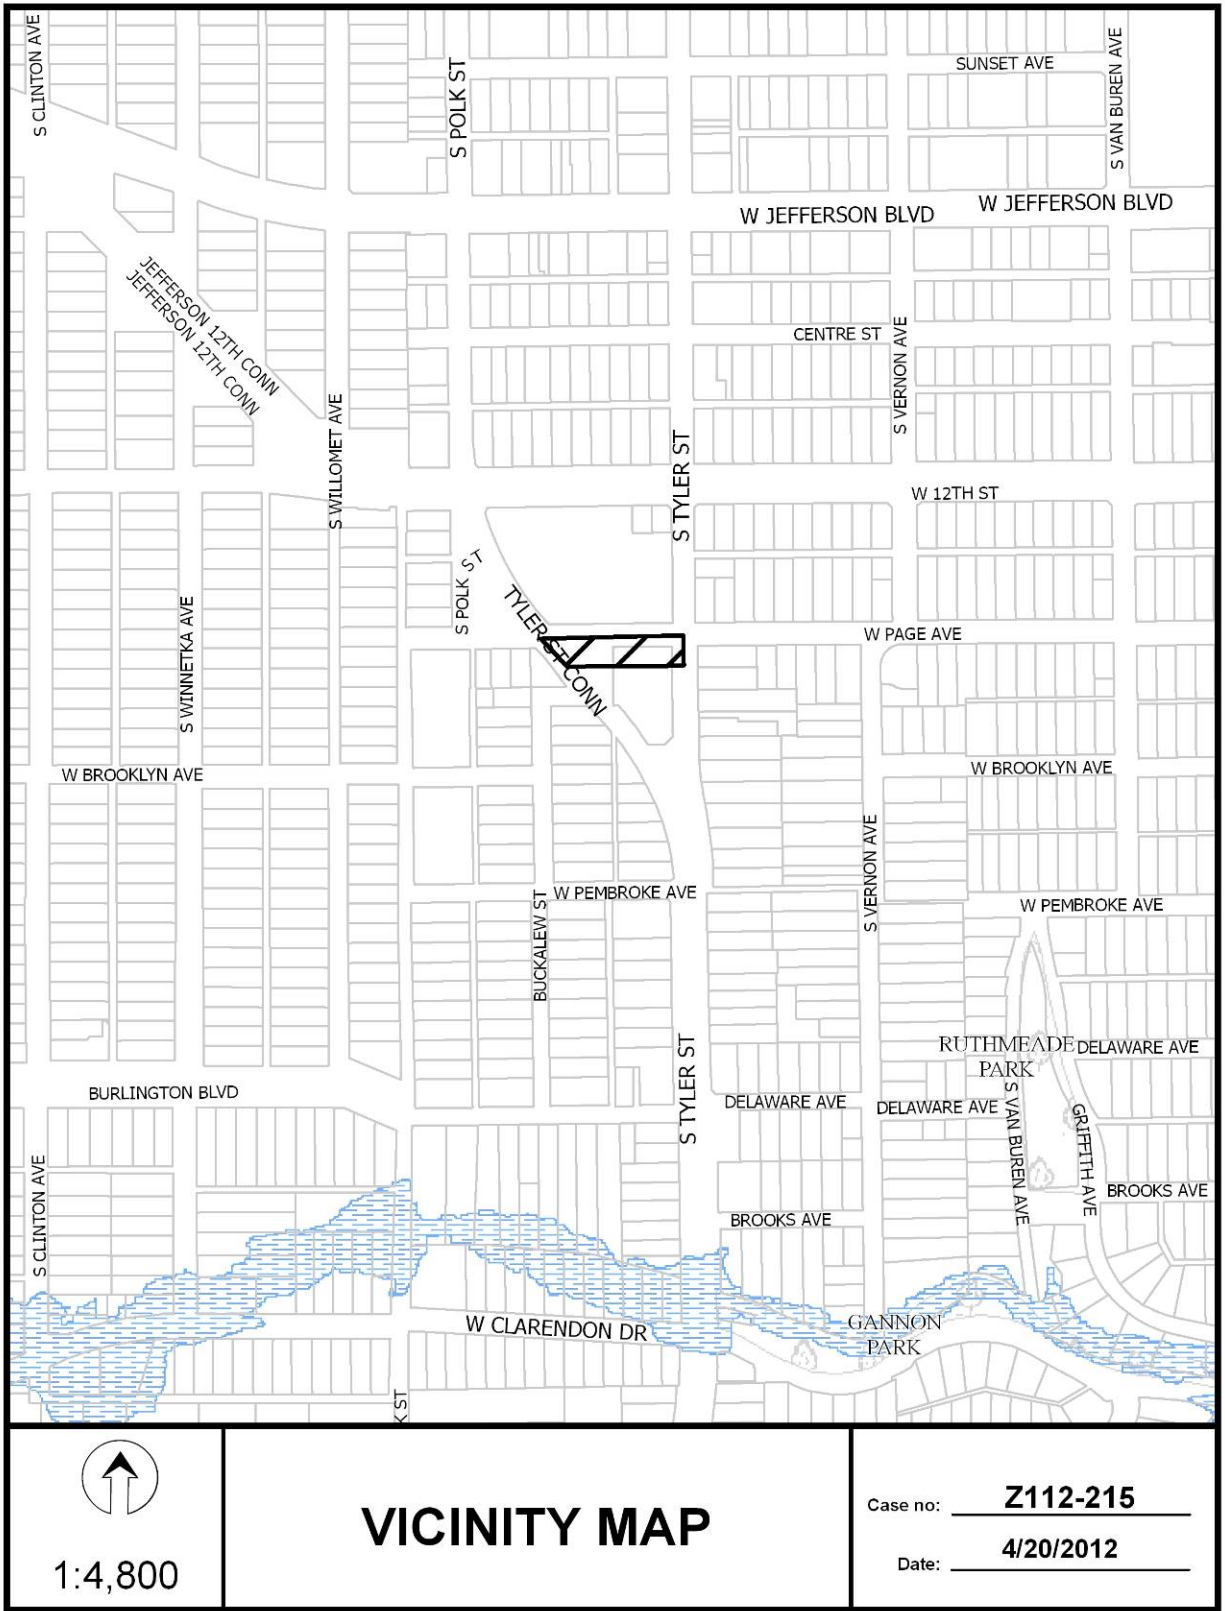 S CLINTON AVE
S POLK ST
SUNSET AVE
S VAN BUREN AVE
W JEFFERSON BLVD
W JEFFERSON BLVD
JEFFERSON 12TH CONN
JEFFERSON 12TH CONN
CENTRE ST
S VERNON AVE
S WILLOMET AVE
S TYLER ST
W 12TH ST
S POLK ST
TYLER ST CONN
S WINNETKA AVE
W PAGE AVE
W BROOKLYN AVE
W BROOKLYN AVE
S VERNON AVE
W PEMBROKE AVE
BUCKALEW ST
W PEMBROKE AVE
RUTHMEADE
PARK
DELAWARE AVE
S TYLER ST
BURLINGTON BLVD
DELAWARE AVE
DELAWARE AVE
S VAN BUREN AVE
GRIFFITH AVE
S CLINTON AVE
BROOKS AVE
BROOKS AVE
W CLARENDON DR
GANNON
PARK
K ST
1:4,800
VICINITY MAP
Case no: Z112-215
Date: 4/20/2012